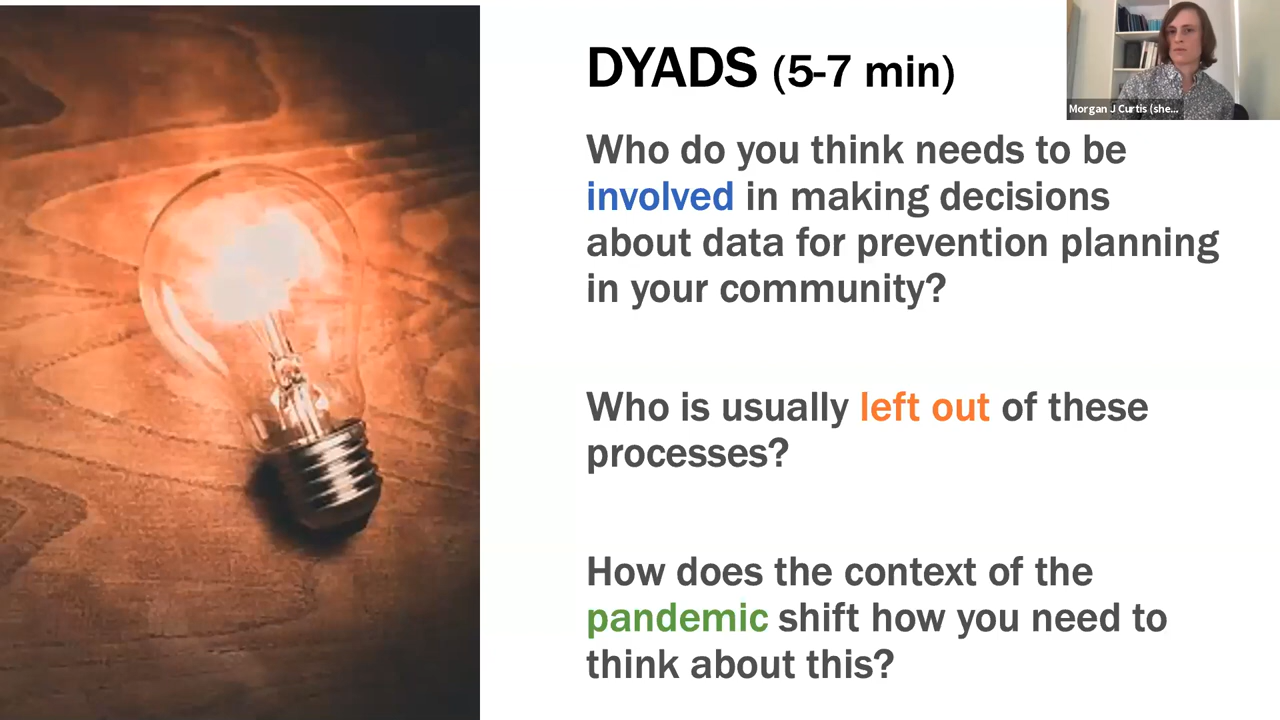 DYADS (5-7 min)
Morgan J Curtis (she...
Who do you think needs to be
involved in making decisions
about data for prevention planning
in your community?
Who is usually left out of these
processes?
How does the context of the
pandemic shift how you need to
think about this?